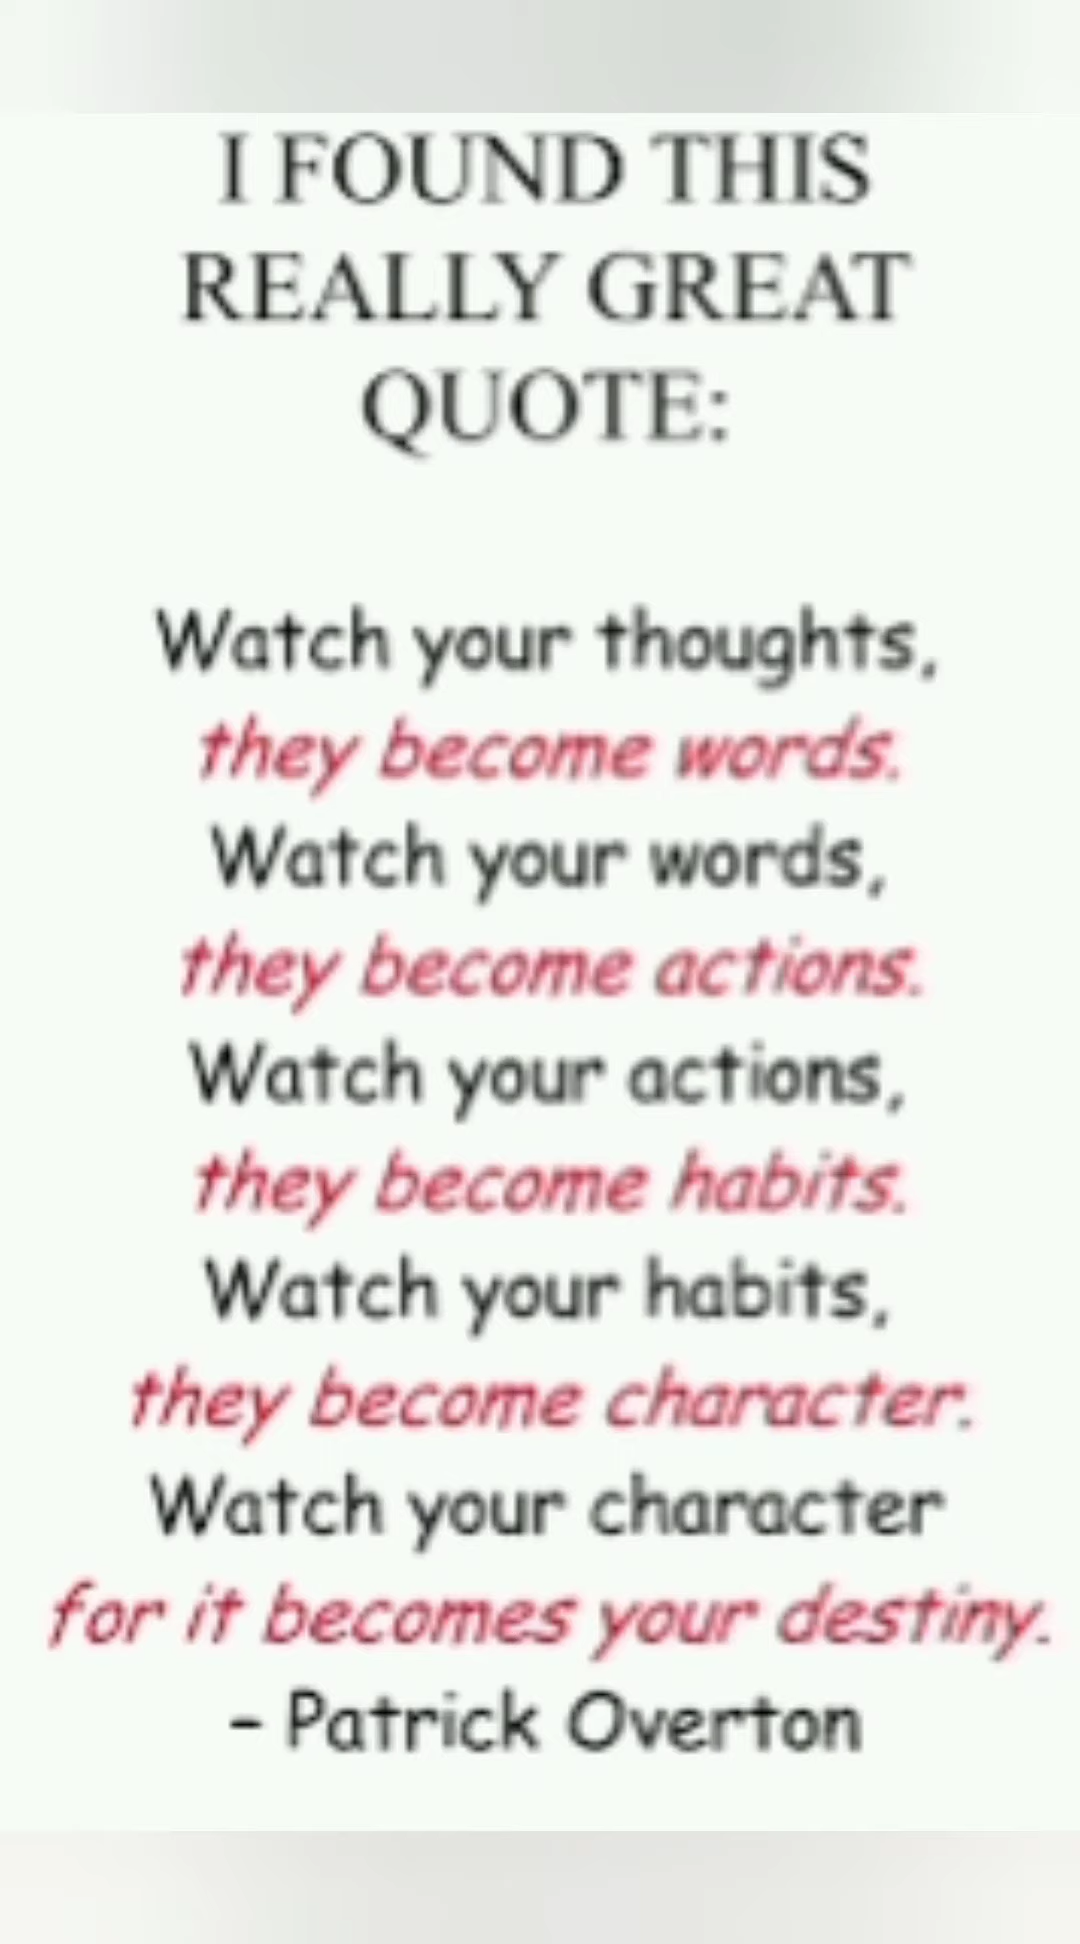 I FOUND THIS
REALLY GREAT
QUOTE:
Watch your thoughts,
they become words.
Watch your words,
they become actions.
Watch your actions,
they become habits.
Watch your habits,
they become character.
Watch your character
for it becomes your destiny.
– Patrick Overton